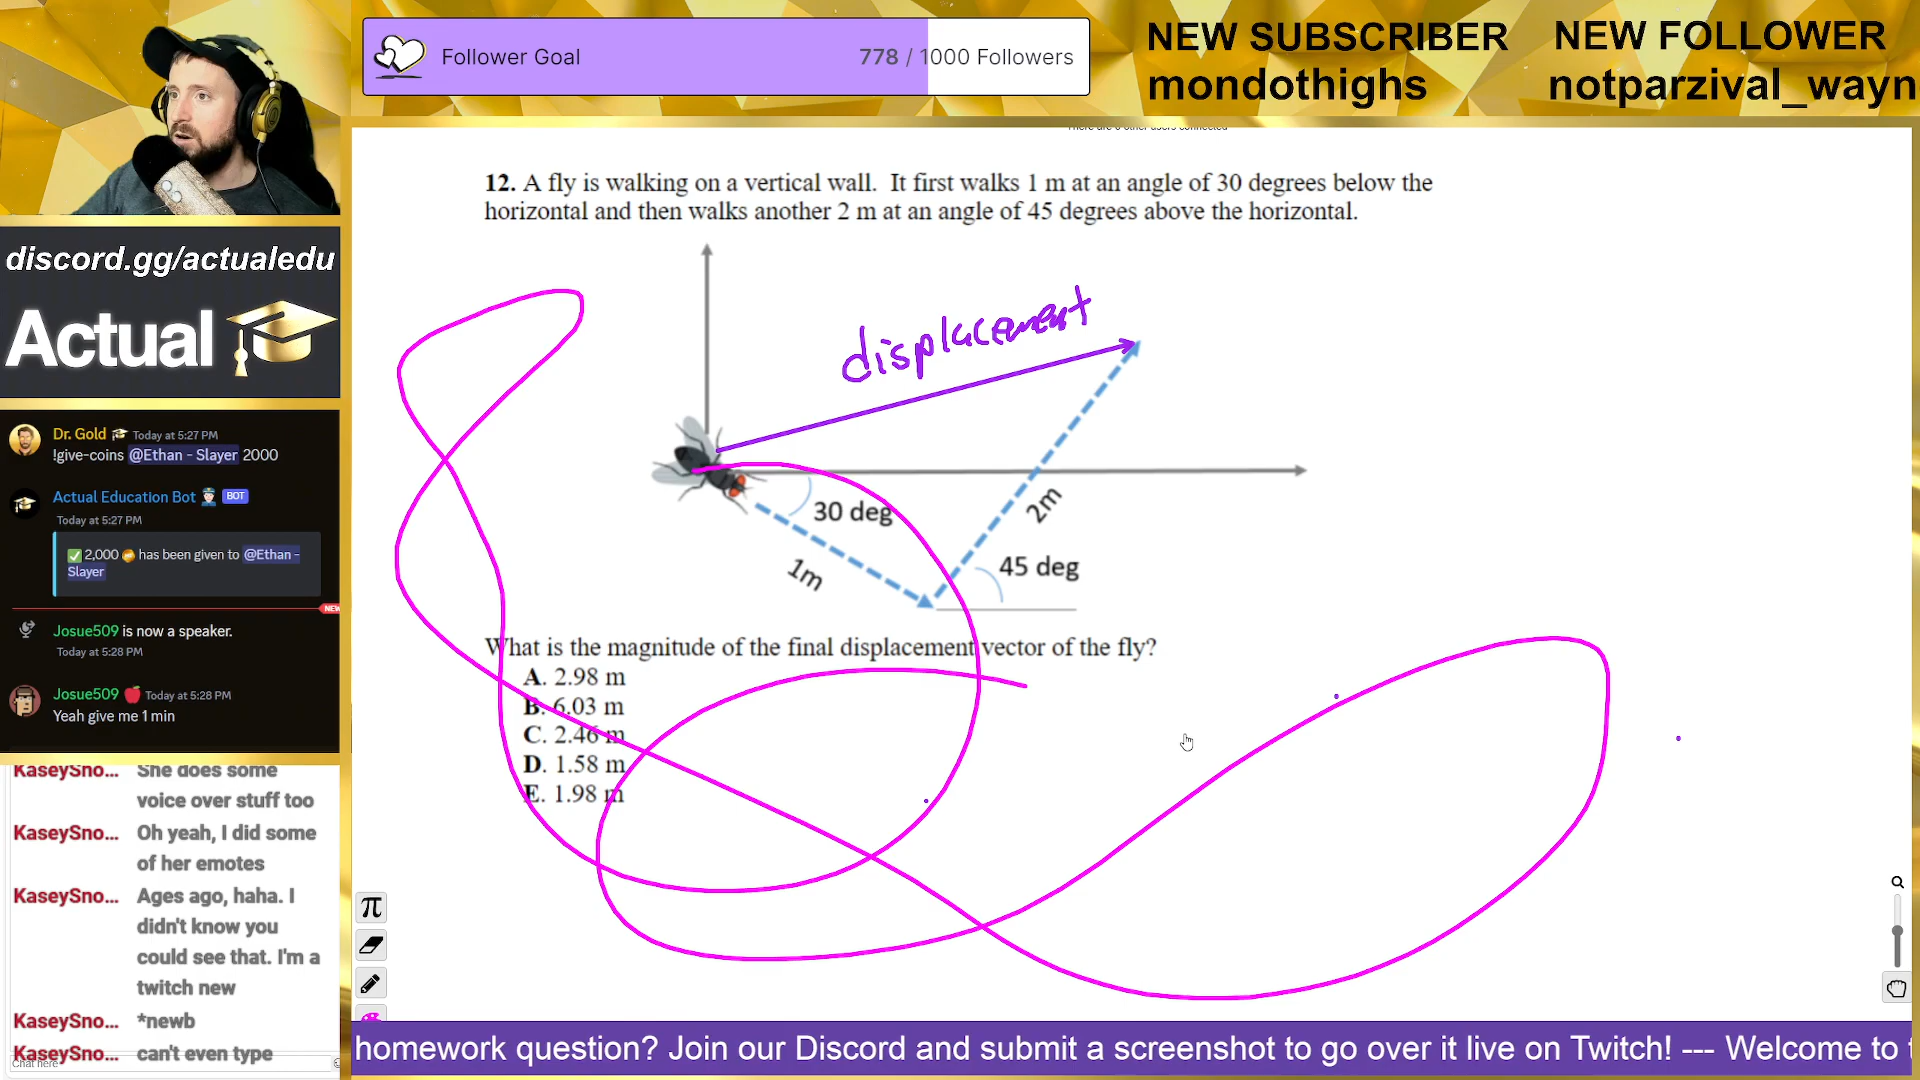 Follower Goal
778 / 1000 Followers
NEW SUBSCRIBER
mondothighs
NEW FOLLOWER
notparzival_wayn
discord.gg/actualedu
Actual
Dr. Gold Today at 5:27 PM
!give-coins @Ethan - Slayer 2000
Actual Education Bot BOT
Today at 5:27 PM
2,000 has been given to @Ethan -
Slayer
NEW
Josue509 is now a speaker.
Today at 5:28 PM
Josue509 Today at 5:28 PM
Yeah give me 1 min
KaseySno... She does some
voice over stuff too
KaseySno... Oh yeah, I did some
of her emotes
KaseySno... Ages ago, haha. I
didn't know you
could see that. I'm a
twitch new
KaseySno... *newb
KaseySno... can't even type
Chat here
12. A fly is walking on a vertical wall. It first walks 1 m at an angle of 30 degrees below the
horizontal and then walks another 2 m at an angle of 45 degrees above the horizontal.
displacement
30 deg
1m
2m
45 deg
What is the magnitude of the final displacement vector of the fly?
A. 2.98 m
B. 6.03 m
C. 2.46 m
D. 1.58 m
E. 1.98 m
π
homework question? Join our Discord and submit a screenshot to go over it live on Twitch! --- Welcome to